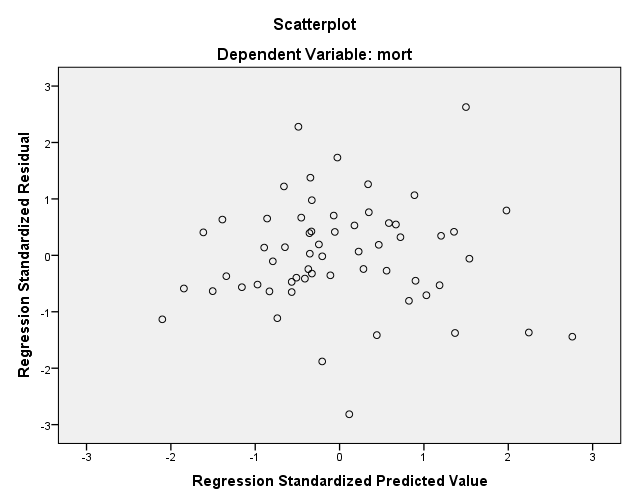 Scatterplot
Dependent Variable: mort
Regression Standardized Residual
3
2
1
0
-1
-2
-3
-3 -2 -1 0 1 2 3
Regression Standardized Predicted Value